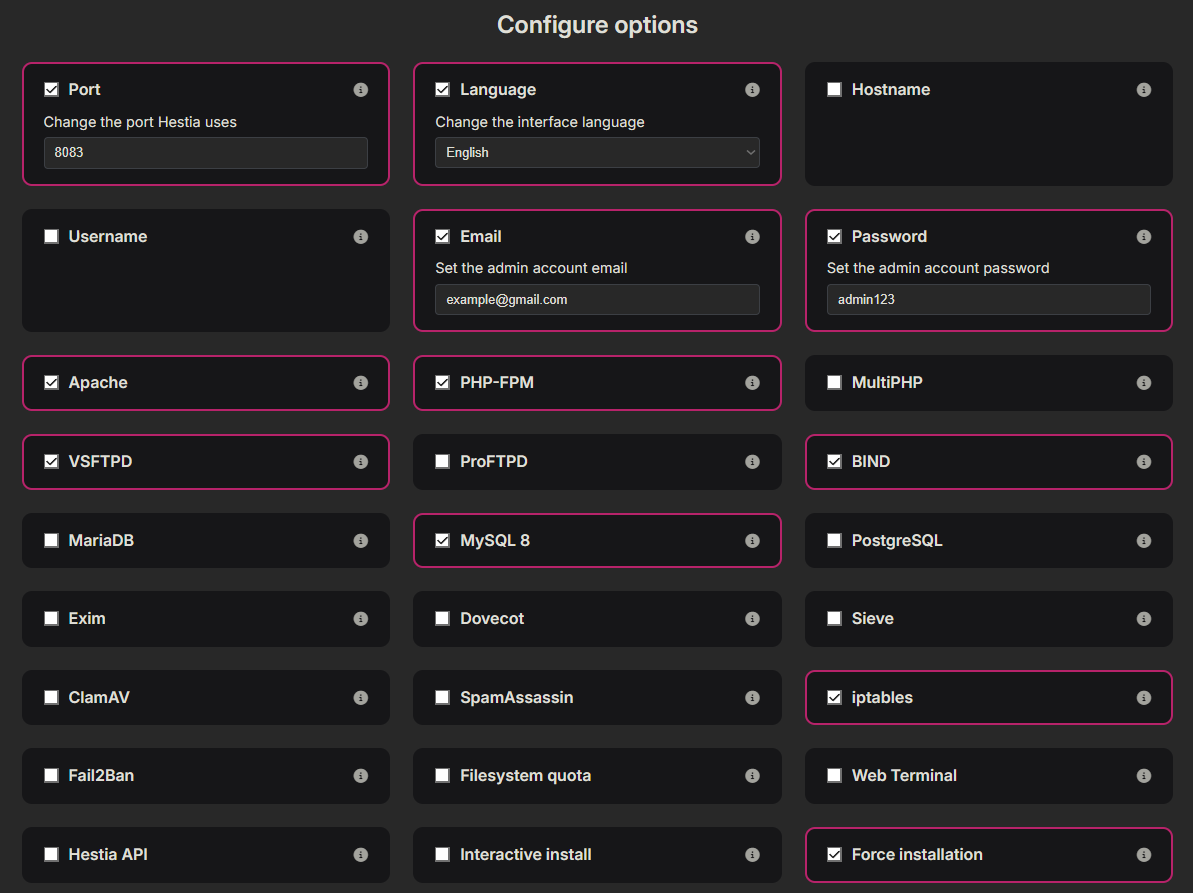 Configure options
Port
Change the port Hestia uses
8083
Language
Change the interface language
English
Hostname
Username
Email
Set the admin account email
example@gmail.com
Password
Set the admin account password
admin123
Apache
PHP-FPM
MultiPHP
VSFTPD
ProFTPD
BIND
MariaDB
MySQL 8
PostgreSQL
Exim
Dovecot
Sieve
ClamAV
SpamAssassin
iptables
Fail2Ban
Filesystem quota
Web Terminal
Hestia API
Interactive install
Force installation